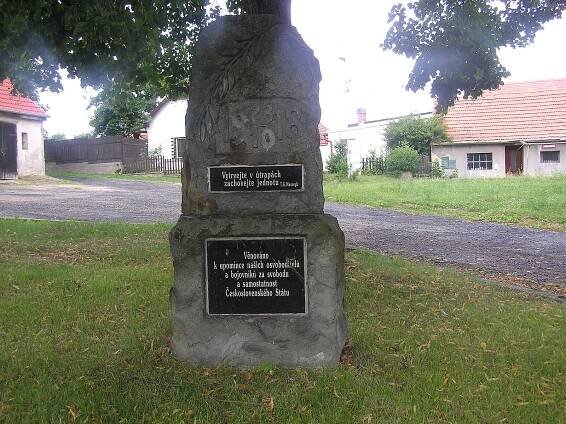 Vytrvejte v útrapách
zachovejte jednotu T.G.Masaryk
Věnováno
k upomínce našich osvoboditelů
a bojovníků za svobodu
a samostatnost
Československého Státu